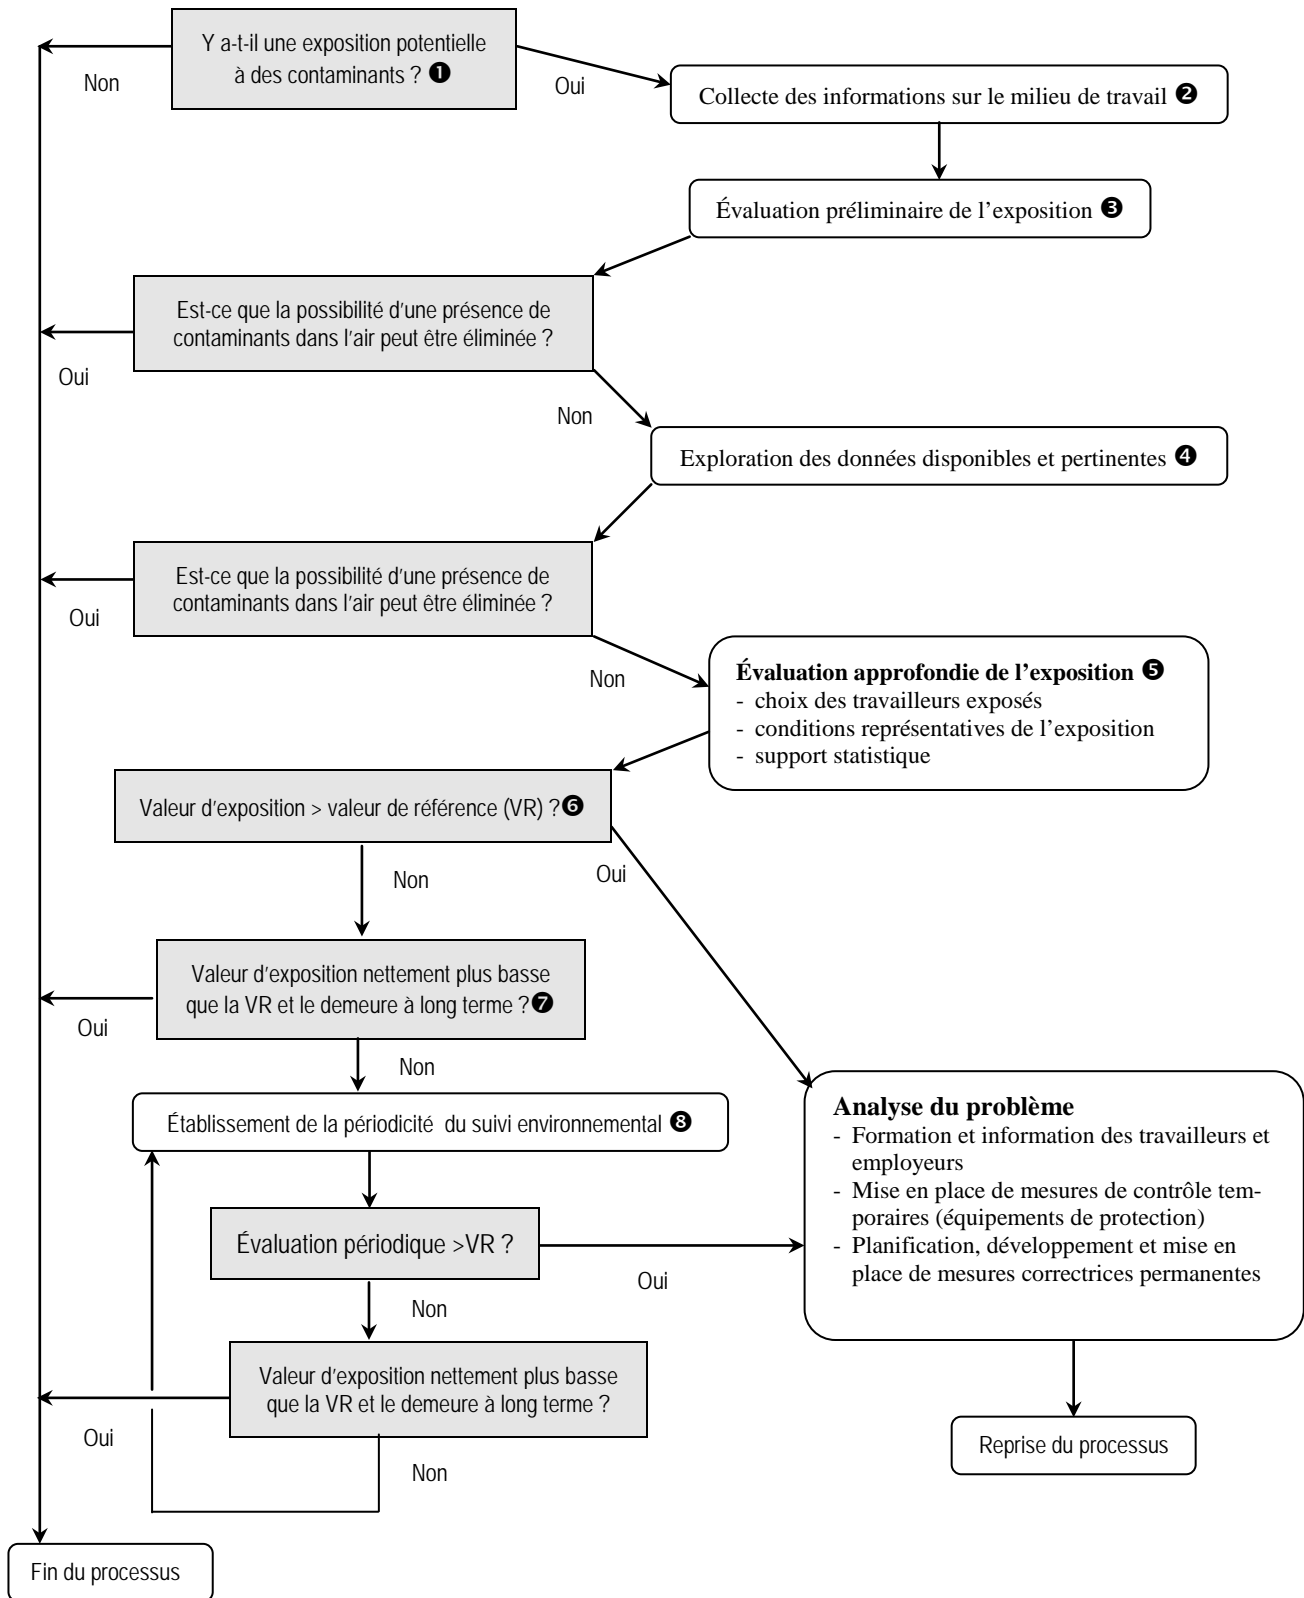 Y a-t-il une exposition potentielle
à des contaminants ? ❶
Non
Oui
Collecte des informations sur le milieu de travail ❷
Évaluation préliminaire de l’exposition ❸
Est-ce que la possibilité d’une présence de
contaminants dans l’air peut être éliminée ?
Oui
Non
Exploration des données disponibles et pertinentes ❹
Est-ce que la possibilité d’une présence de
contaminants dans l’air peut être éliminée ?
Oui
Non
Évaluation approfondie de l’exposition ❺
- choix des travailleurs exposés
- conditions représentatives de l’exposition
- support statistique
Valeur d’exposition > valeur de référence (VR) ?❻
Non
Oui
Valeur d’exposition nettement plus basse
que la VR et le demeure à long terme ?❼
Oui
Non
Établissement de la périodicité du suivi environnemental ❽
Évaluation périodique >VR ?
Oui
Non
Analyse du problème
- Formation et information des travailleurs et
employeurs
- Mise en place de mesures de contrôle tem-
poraires (équipements de protection)
- Planification, développement et mise en
place de mesures correctrices permanentes
Valeur d’exposition nettement plus basse
que la VR et le demeure à long terme ?
Oui
Non
Reprise du processus
Fin du processus